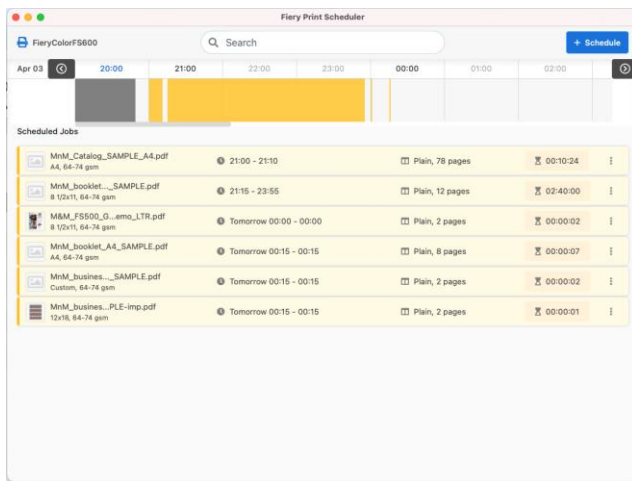 Fiery Print Scheduler
FieryColorFS600
Search
+ Schedule
Apr 03 20:00 21:00 22:00 23:00 00:00 01:00 02:00
Scheduled Jobs
MnM_Catalog_SAMPLE_A4.pdf 21:00 - 21:10 Plain, 78 pages 00:10:24
A4, 64-74 gsm
MnM_booklet..._SAMPLE.pdf 21:15 - 23:55 Plain, 12 pages 02:40:00
8 1/2x11, 64-74 gsm
M&M_FS500_G...emo_LTR.pdf Tomorrow 00:00 - 00:00 Plain, 2 pages 00:00:02
8 1/2x11, 64-74 gsm
MnM_booklet_A4_SAMPLE.pdf Tomorrow 00:15 - 00:15 Plain, 8 pages 00:00:07
A4, 64-74 gsm
MnM_busines..._SAMPLE.pdf Tomorrow 00:15 - 00:15 Plain, 2 pages 00:00:02
Custom, 64-74 gsm
MnM_busines...PLE-imp.pdf Tomorrow 00:15 - 00:15 Plain, 2 pages 00:00:01
12x18, 64-74 gsm